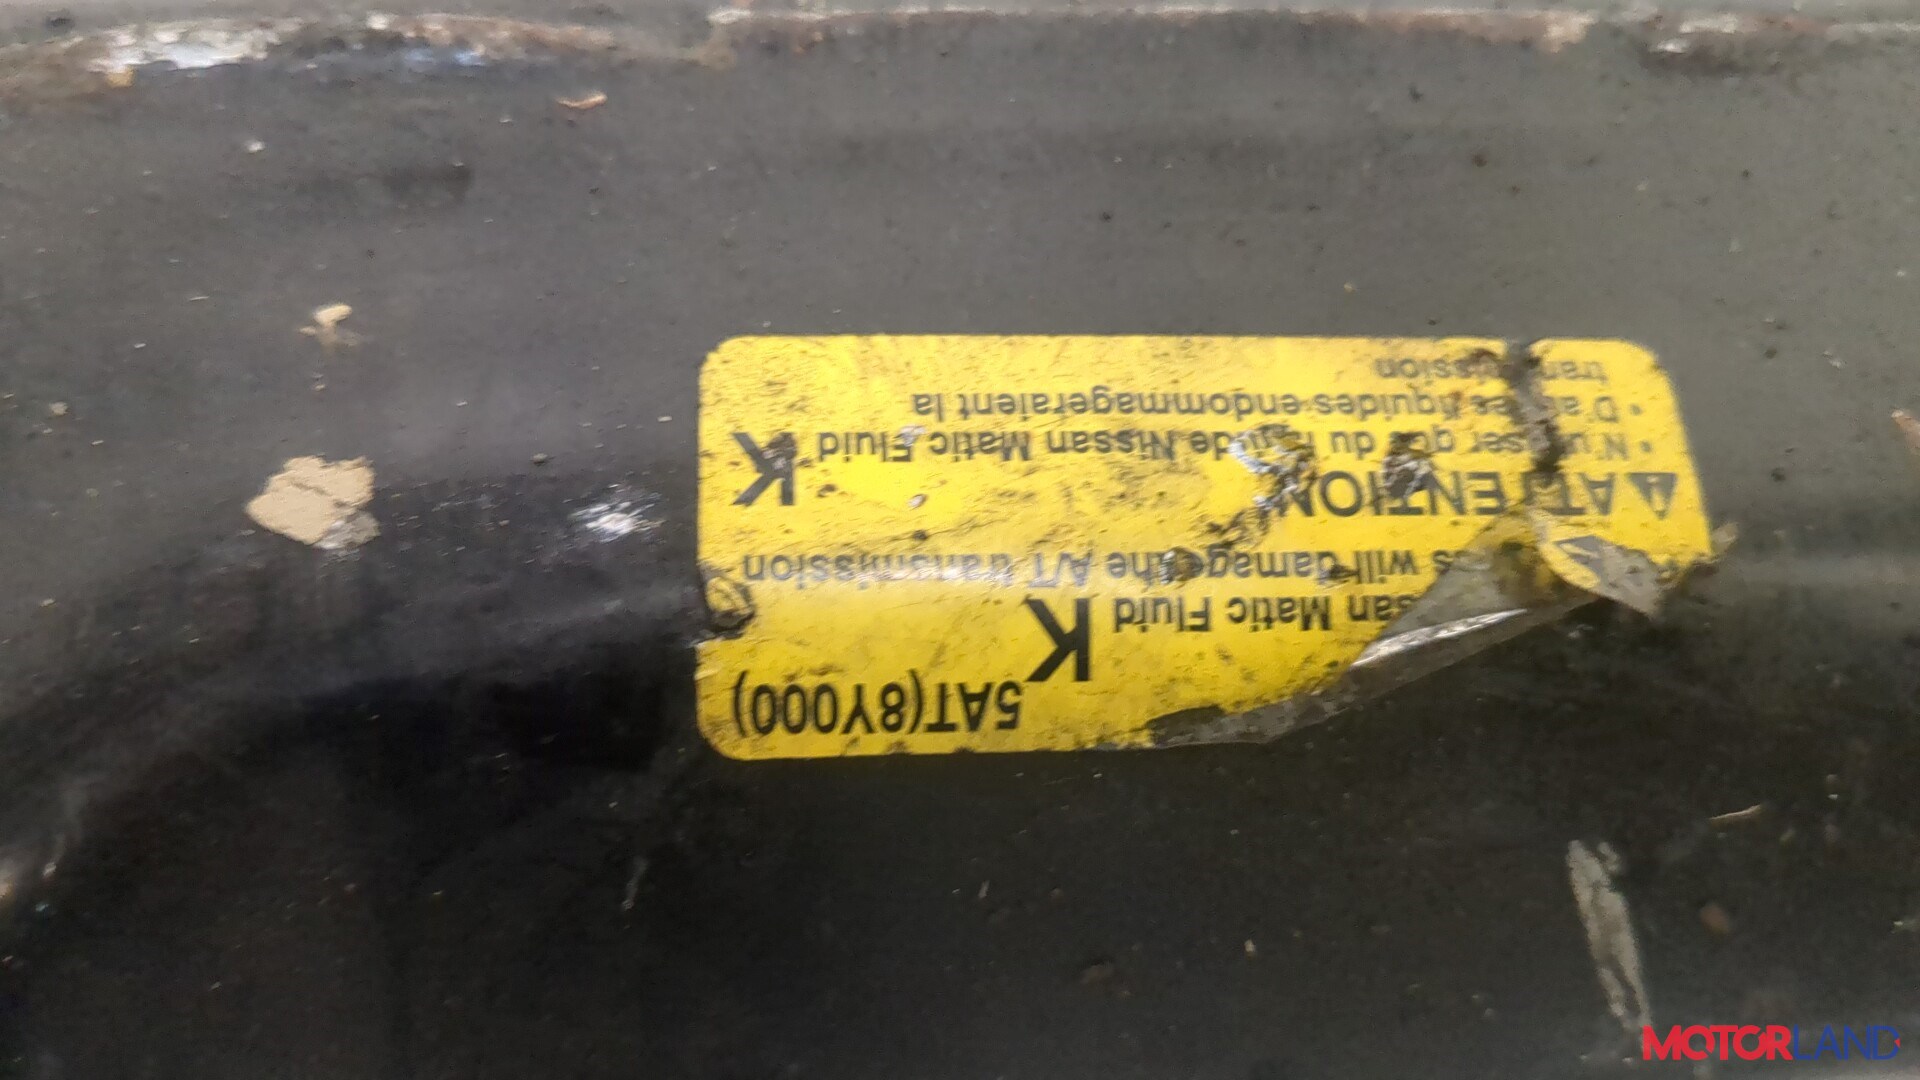 5AT(8Y000)
san Matic Fluid K
es will damage the A/T transmission
ATTENTION
• N'utiliser que du liquide Nissan Matic Fluid K
• D'autres liquides endommageraient la
transmission
MOTORLAND